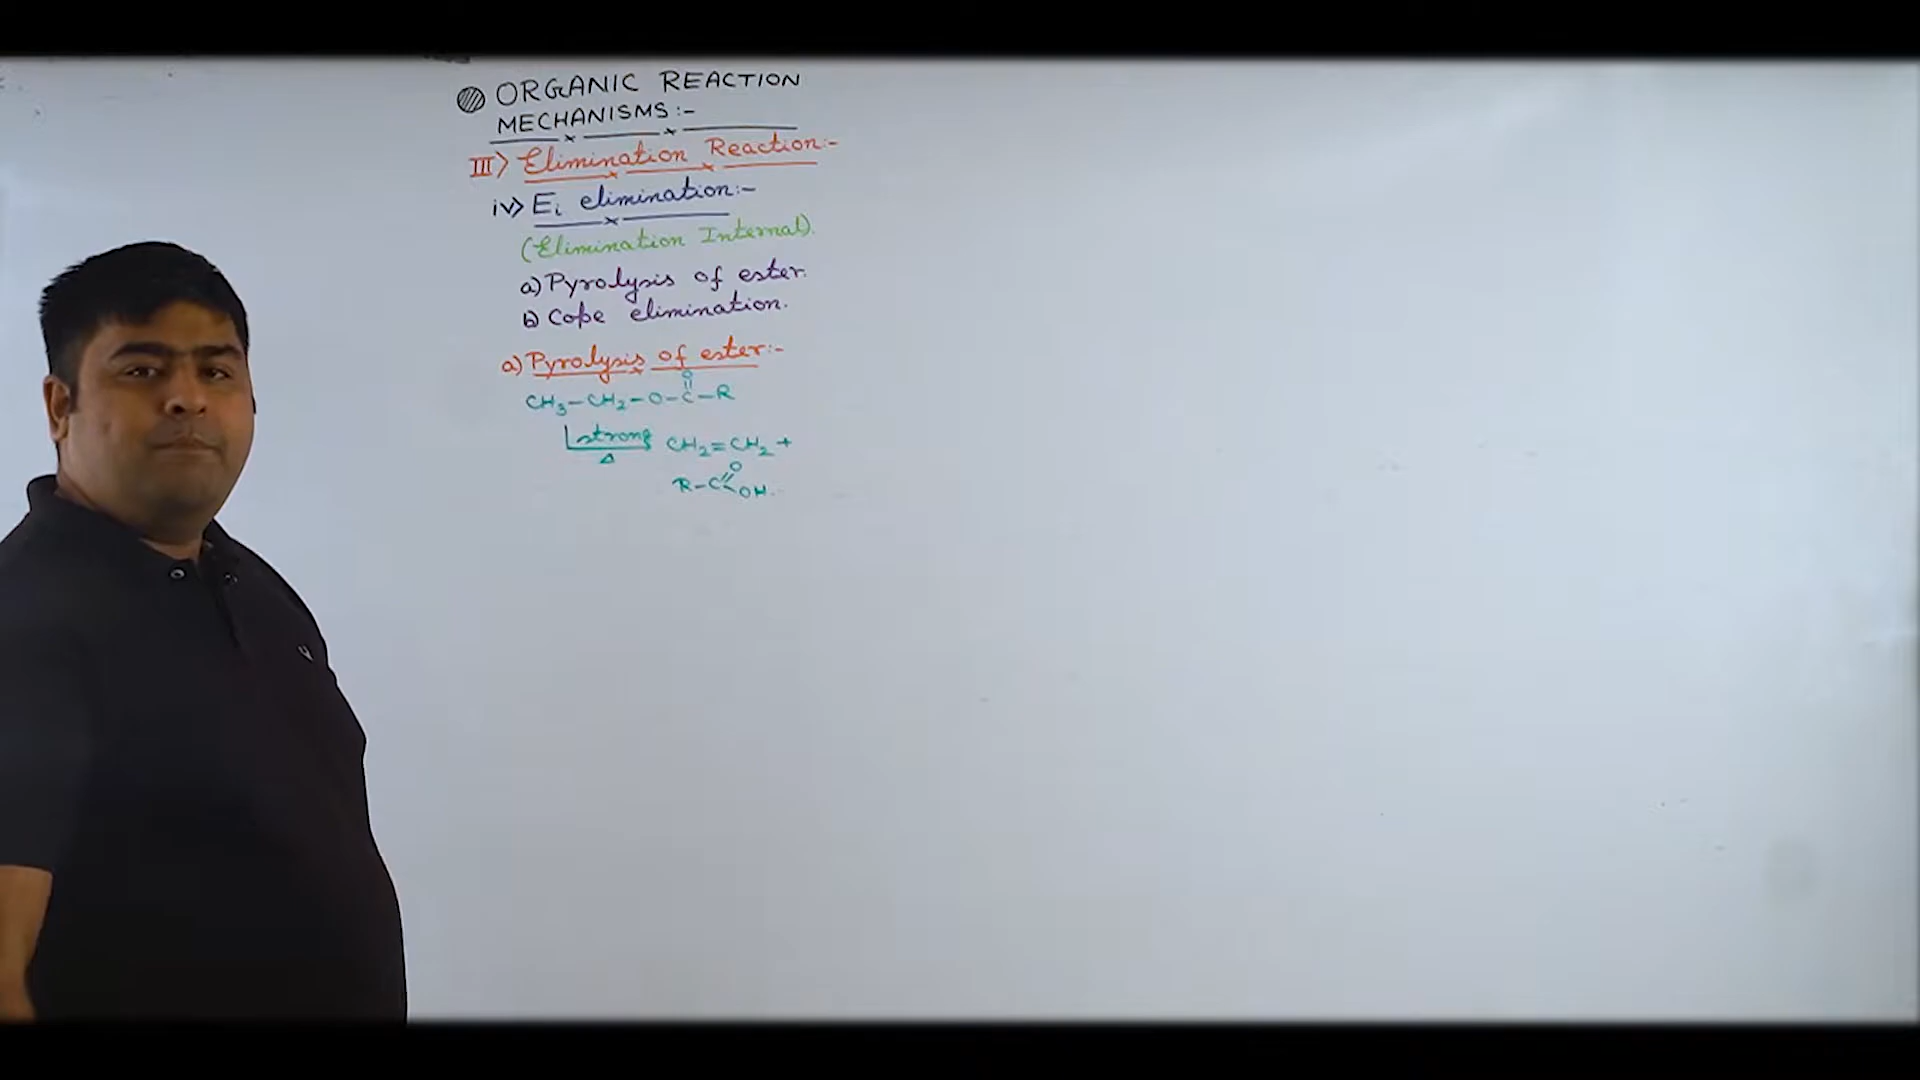 ORGANIC REACTION
MECHANISMS:-
III> Elimination Reaction:-
iv> Ei elimination:-
(Elimination Internal).
a) Pyrolysis of ester.
b) Cope elimination.
a) Pyrolysis of ester:-
O
CH₃-CH₂-O-C-R
strong CH₂=CH₂ +
Δ
O
R-C
OH.